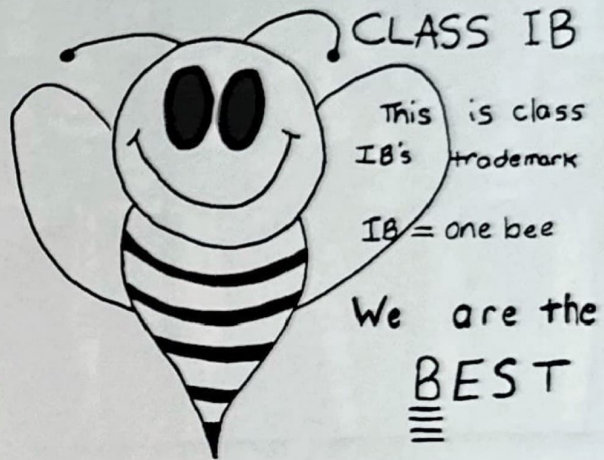 CLASS IB
This is class
IB's trademark
IB = one bee
We are the
BEST